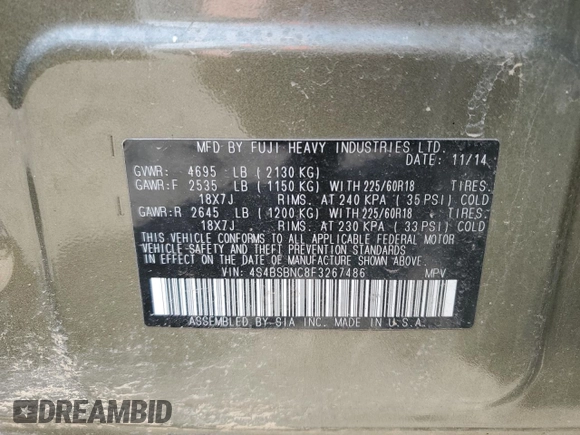 MFD BY FUJI HEAVY INDUSTRIES LTD.
DATE: 11/14
GVWR: 4695 LB (2130 KG)
GAWR:F 2535 LB (1150 KG) WITH 225/60R18 TIRES.
18X7J RIMS. AT 240 KPA (35 PSI) COLD
GAWR:R 2645 LB (1200 KG) WITH 225/60R18 TIRES.
18X7J RIMS. AT 230 KPA (33 PSI) COLD
THIS VEHICLE CONFORMS TO ALL APPLICABLE FEDERAL MOTOR
VEHICLE SAFETY AND THEFT PREVENTION STANDARDS
IN EFFECT ON THE DATE OF MANUFACTURE SHOWN ABOVE.
VIN: 4S4BSBNC8F3267486 MPV
ASSEMBLED BY SIA INC. MADE IN U.S.A.
DREAMBID